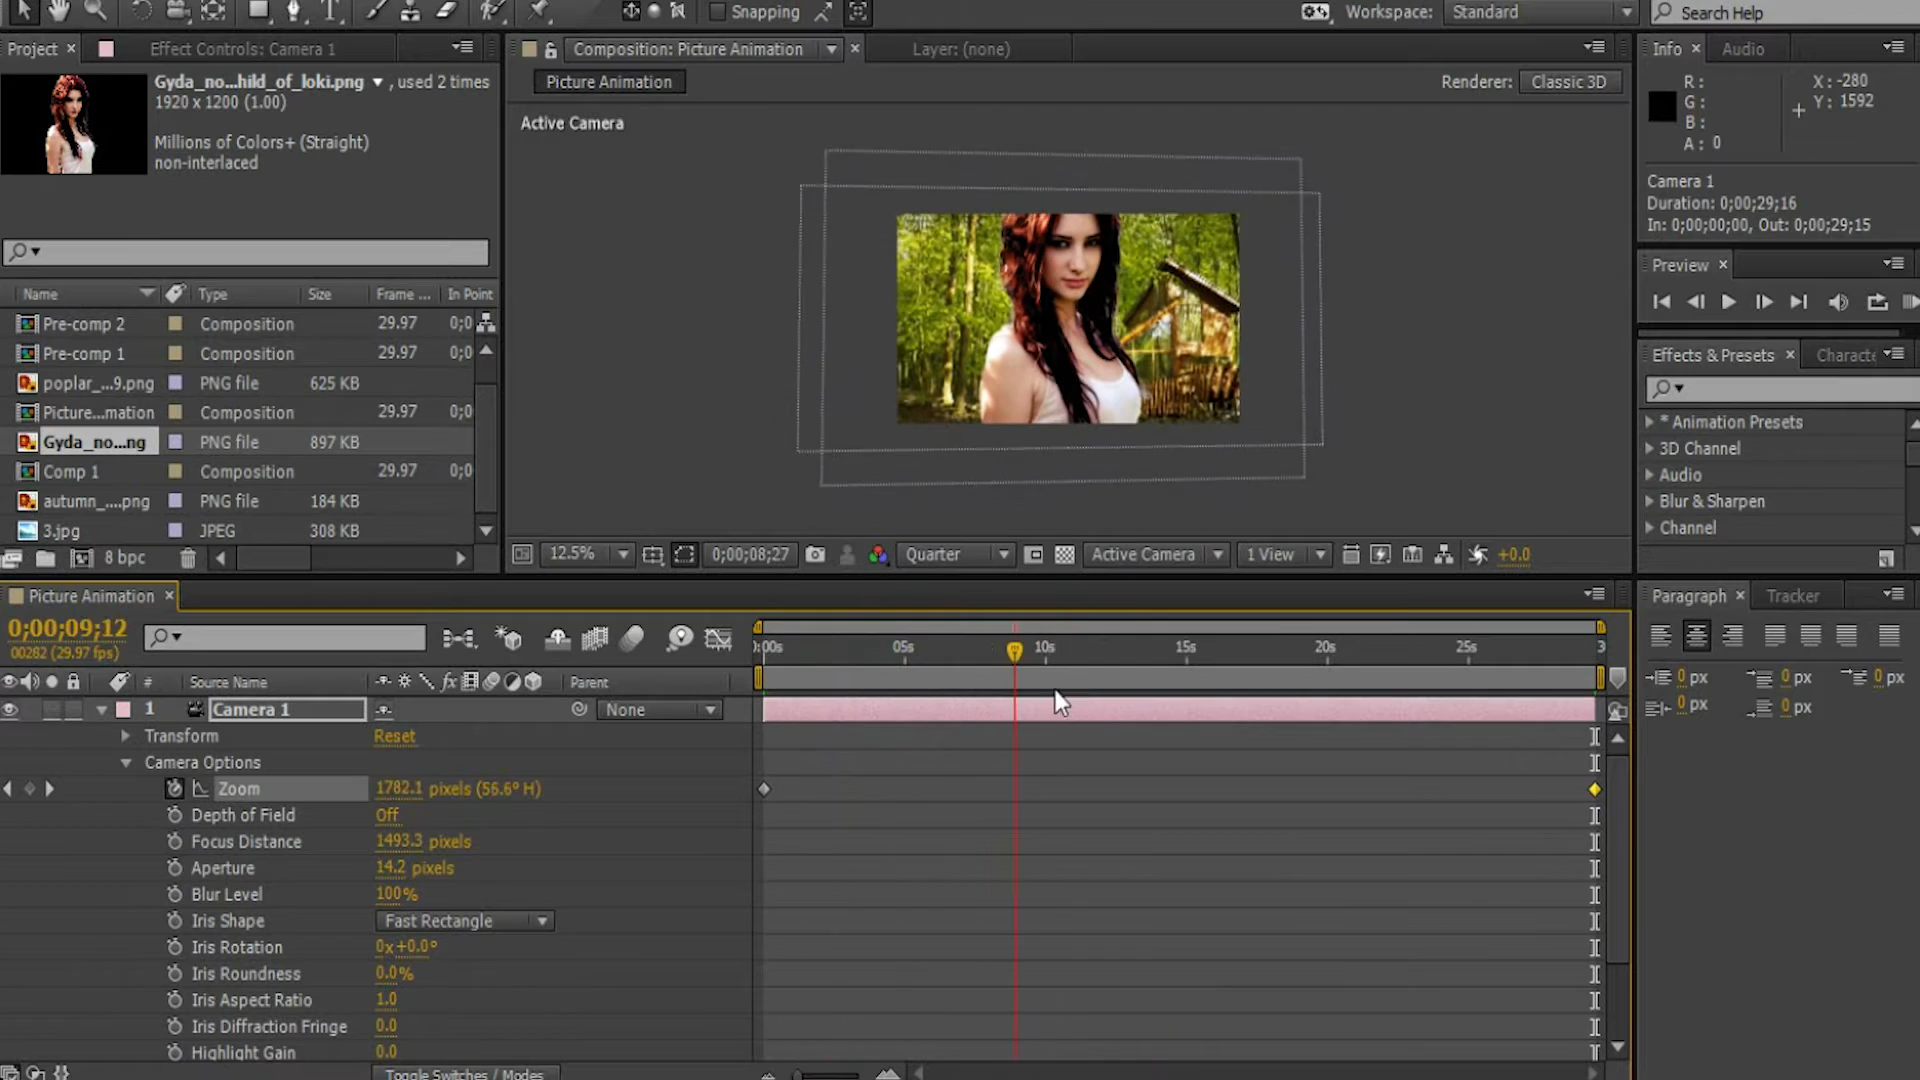 Snapping
Workspace: Standard
Search Help
Project
Effect Controls: Camera 1
Composition: Picture Animation
Layer: (none)
Info
Audio
Gyda_no...hild_of_loki.png ▼ , used 2 times
1920 x 1200 (1.00)
Millions of Colors+ (Straight)
non-interlaced
Picture Animation
Renderer: Classic 3D
Active Camera
R:
G:
B:
A: 0
X: -280
Y: 1592
Camera 1
Duration: 0;00;29;16
In: 0;00;00;00, Out: 0;00;29;15
Preview
Name Type Size Frame ... In Point
Pre-comp 2 Composition 29.97 0;0
Pre-comp 1 Composition 29.97 0;0
poplar_...9.png PNG file 625 KB
Picture...mation Composition 29.97 0;0
Gyda_no...ng PNG file 897 KB
Comp 1 Composition 29.97 0;0
autumn_....png PNG file 184 KB
3.jpg JPEG 308 KB
8 bpc
Effects & Presets
Characte
* Animation Presets
3D Channel
Audio
Blur & Sharpen
Channel
12.5% 0;00;08;27 Quarter Active Camera 1 View +0.0
Picture Animation
0;00;09;12
00282 (29.97 fps)
):00s 05s 10s 15s 20s 25s 3
# Source Name fx Parent
1 Camera 1 None
Transform Reset
Camera Options
Zoom 1782.1 pixels (56.6° H)
Depth of Field Off
Focus Distance 1493.3 pixels
Aperture 14.2 pixels
Blur Level 100%
Iris Shape Fast Rectangle
Iris Rotation 0x+0.0°
Iris Roundness 0.0%
Iris Aspect Ratio 1.0
Iris Diffraction Fringe 0.0
Highlight Gain 0.0
Toggle Switches / Modes
Paragraph
Tracker
0 px 0 px 0 px
0 px 0 px